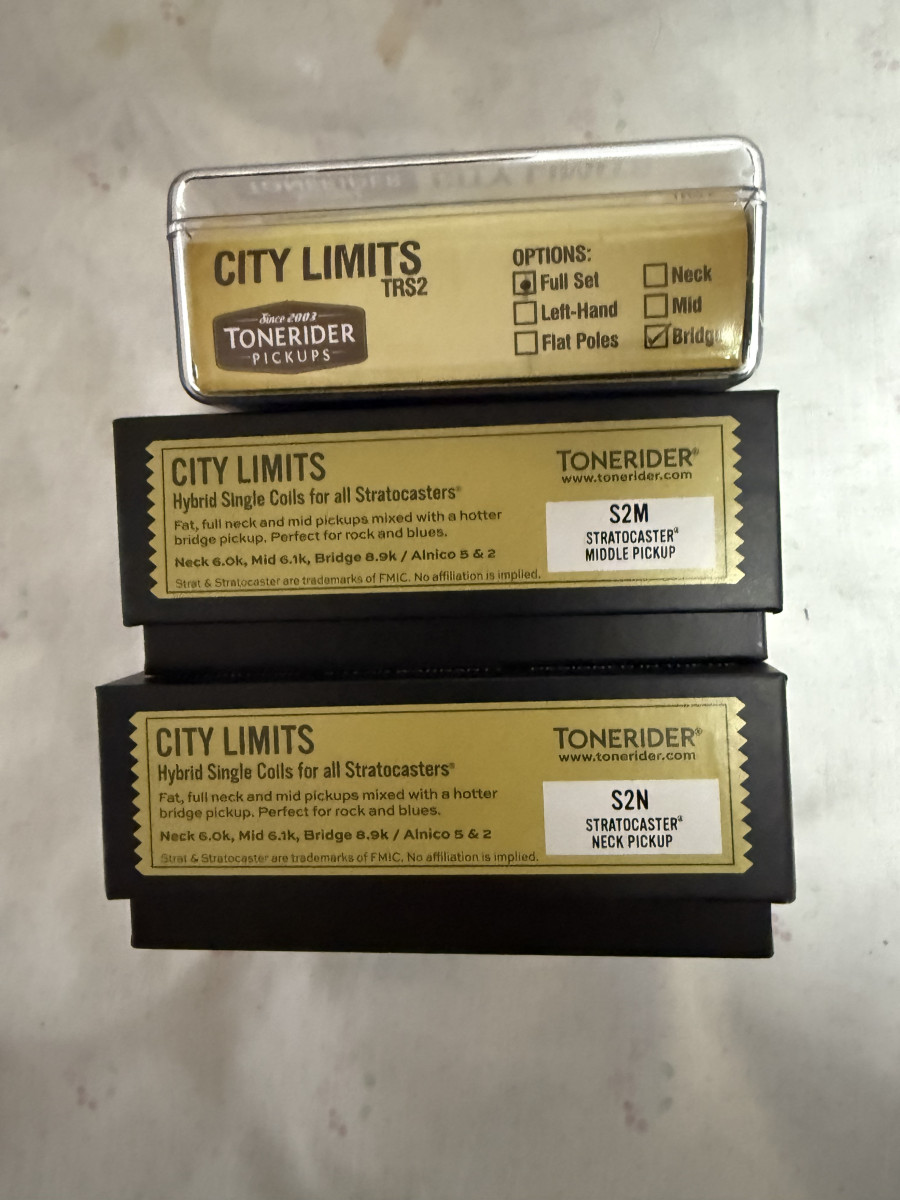 CITY LIMITS
TRS2
Since 2003
TONERIDER
PICKUPS
OPTIONS:
Full Set
Left-Hand
Flat Poles
Neck
Mid
Bridg
CITY LIMITS
Hybrid Single Coils for all Stratocasters®
Fat, full neck and mid pickups mixed with a hotter
bridge pickup. Perfect for rock and blues.
Neck 6.0k, Mid 6.1k, Bridge 8.9k / Alnico 5 & 2
Strat & Stratocaster are trademarks of FMIC. No affiliation is implied.
TONERIDER®
www.tonerider.com
S2M
STRATOCASTER®
MIDDLE PICKUP
CITY LIMITS
Hybrid Single Coils for all Stratocasters®
Fat, full neck and mid pickups mixed with a hotter
bridge pickup. Perfect for rock and blues.
Neck 6.0k, Mid 6.1k, Bridge 8.9k / Alnico 5 & 2
Strat & Stratocaster are trademarks of FMIC. No affiliation is implied.
TONERIDER®
www.tonerider.com
S2N
STRATOCASTER®
NECK PICKUP